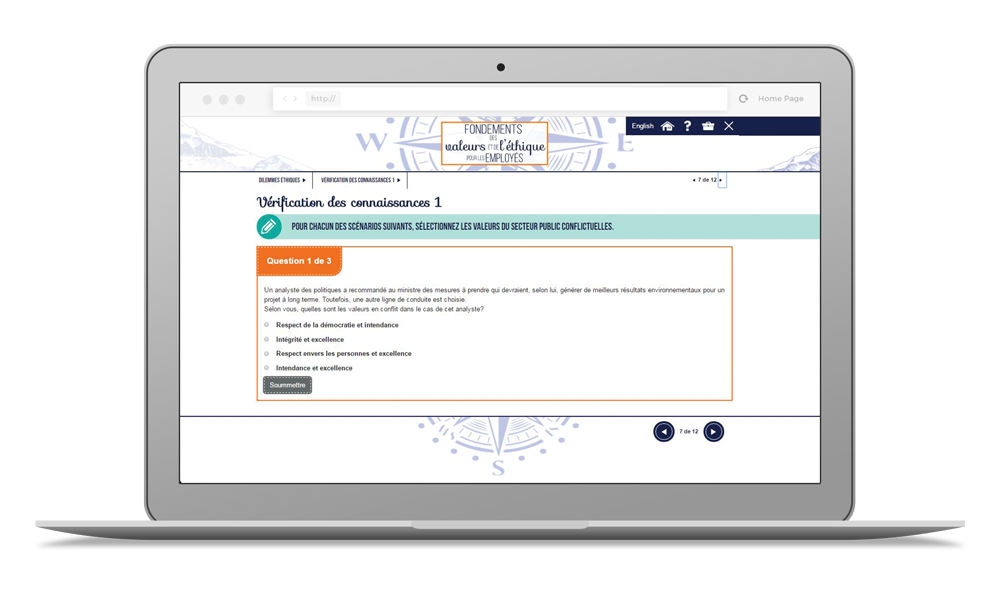 http://
Home Page
W
E
FONDEMENTS
DES
valeurs ET DE l'éthique
POUR LES EMPLOYÉS
English ?
DILEMMES ÉTHIQUES ▸
VÉRIFICATION DES CONNAISSANCES 1 ▸
◂ 7 de 12 ▸
Vérification des connaissances 1
POUR CHACUN DES SCÉNARIOS SUIVANTS, SÉLECTIONNEZ LES VALEURS DU SECTEUR PUBLIC CONFLICTUELLES.
Question 1 de 3
Un analyste des politiques a recommandé au ministre des mesures à prendre qui devraient, selon lui, générer de meilleurs résultats environnementaux pour un
projet à long terme. Toutefois, une autre ligne de conduite est choisie.
Selon vous, quelles sont les valeurs en conflit dans le cas de cet analyste?
Respect de la démocratie et intendance
Intégrité et excellence
Respect envers les personnes et excellence
Intendance et excellence
Soummettre
7 de 12
S